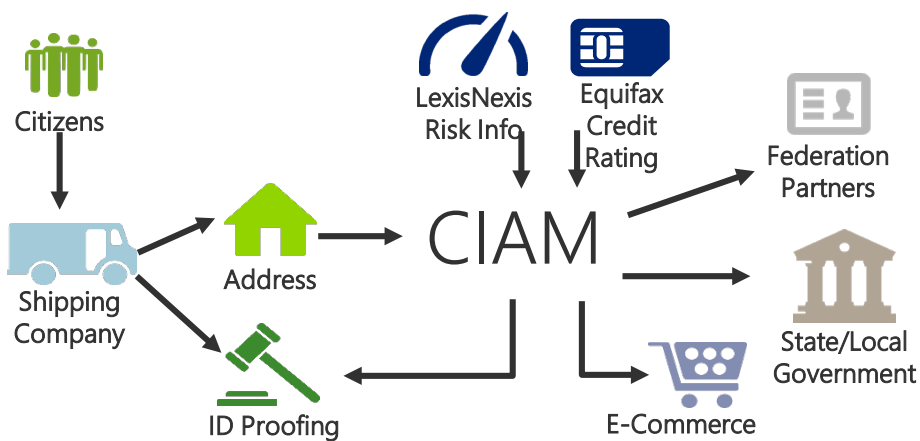 Citizens
LexisNexis
Risk Info
Equifax
Credit
Rating
Federation
Partners
Shipping
Company
Address
CIAM
State/Local
Government
ID Proofing
E-Commerce